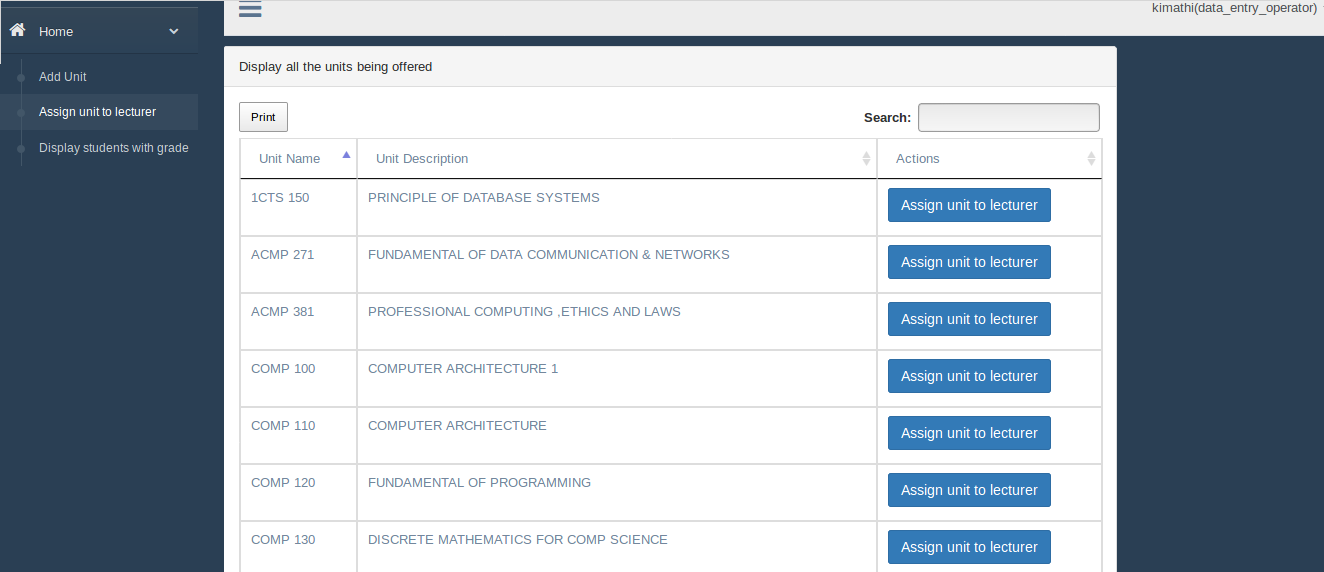 kimathi(data_entry_operator)
Home
Add Unit
Assign unit to lecturer
Display students with grade
Display all the units being offered
Print
Search:
Unit Name Unit Description Actions
1CTS 150 PRINCIPLE OF DATABASE SYSTEMS Assign unit to lecturer
ACMP 271 FUNDAMENTAL OF DATA COMMUNICATION & NETWORKS Assign unit to lecturer
ACMP 381 PROFESSIONAL COMPUTING ,ETHICS AND LAWS Assign unit to lecturer
COMP 100 COMPUTER ARCHITECTURE 1 Assign unit to lecturer
COMP 110 COMPUTER ARCHITECTURE Assign unit to lecturer
COMP 120 FUNDAMENTAL OF PROGRAMMING Assign unit to lecturer
COMP 130 DISCRETE MATHEMATICS FOR COMP SCIENCE Assign unit to lecturer